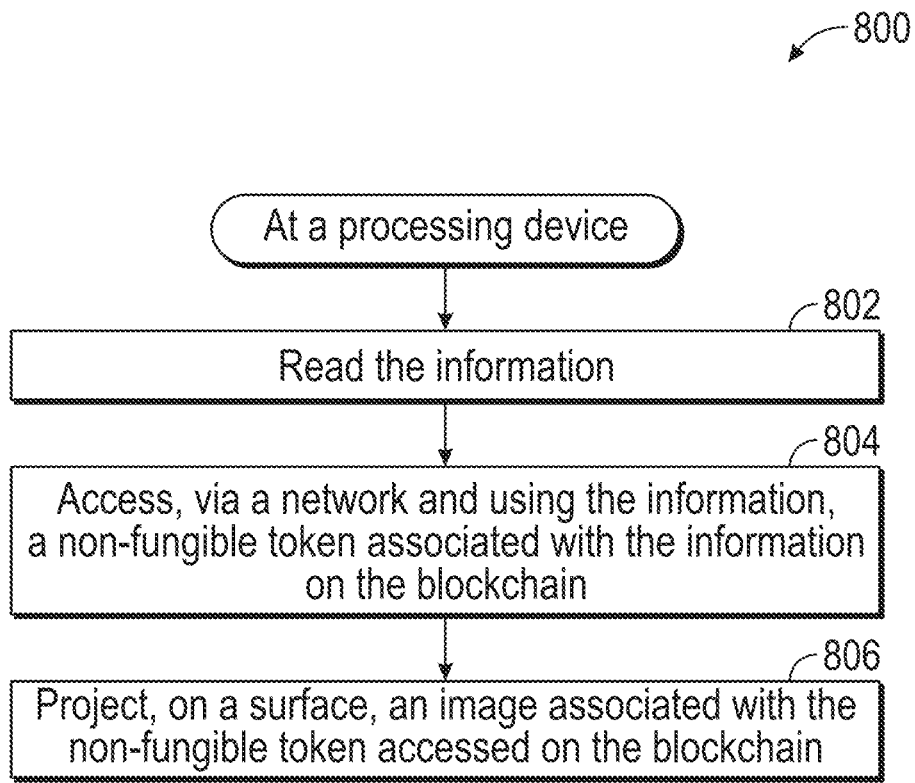 800
At a processing device
802
Read the information
804
Access, via a network and using the information,
a non-fungible token associated with the information
on the blockchain
806
Project, on a surface, an image associated with the
non-fungible token accessed on the blockchain